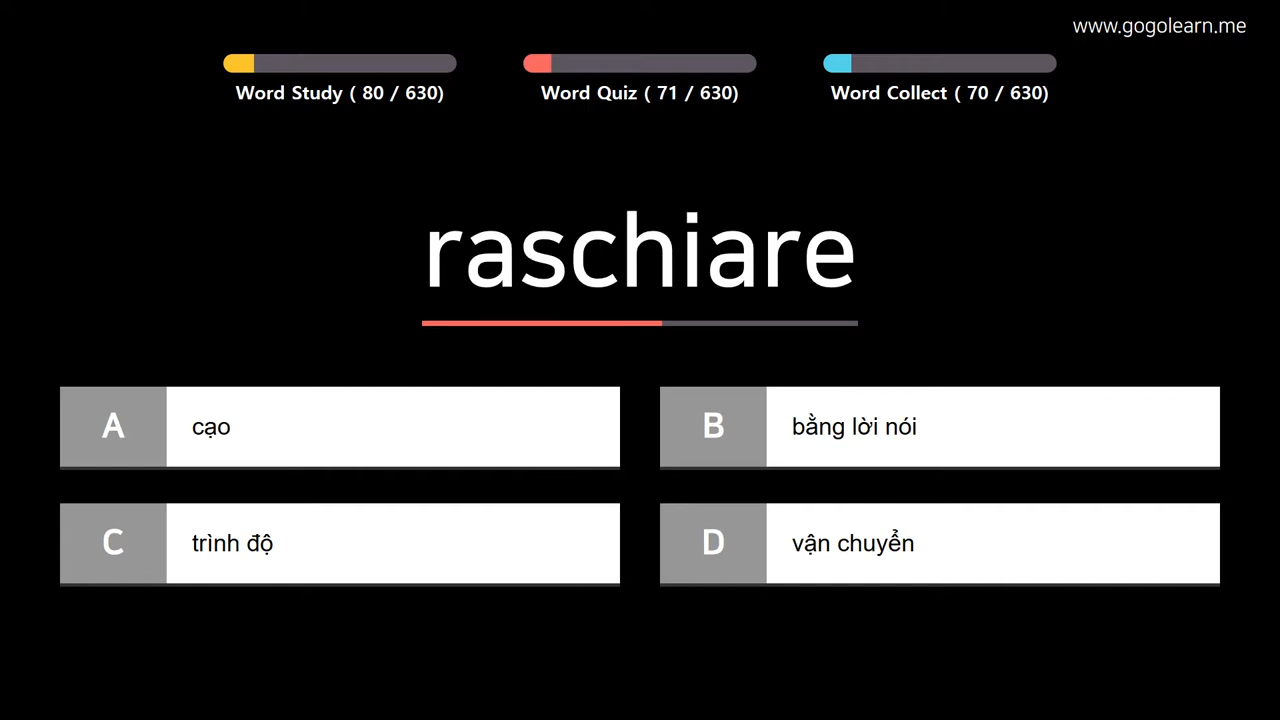 www.gogolearn.me
Word Study ( 80 / 630)
Word Quiz ( 71 / 630)
Word Collect ( 70 / 630)
raschiare
A cạo
B bằng lời nói
C trình độ
D vận chuyển